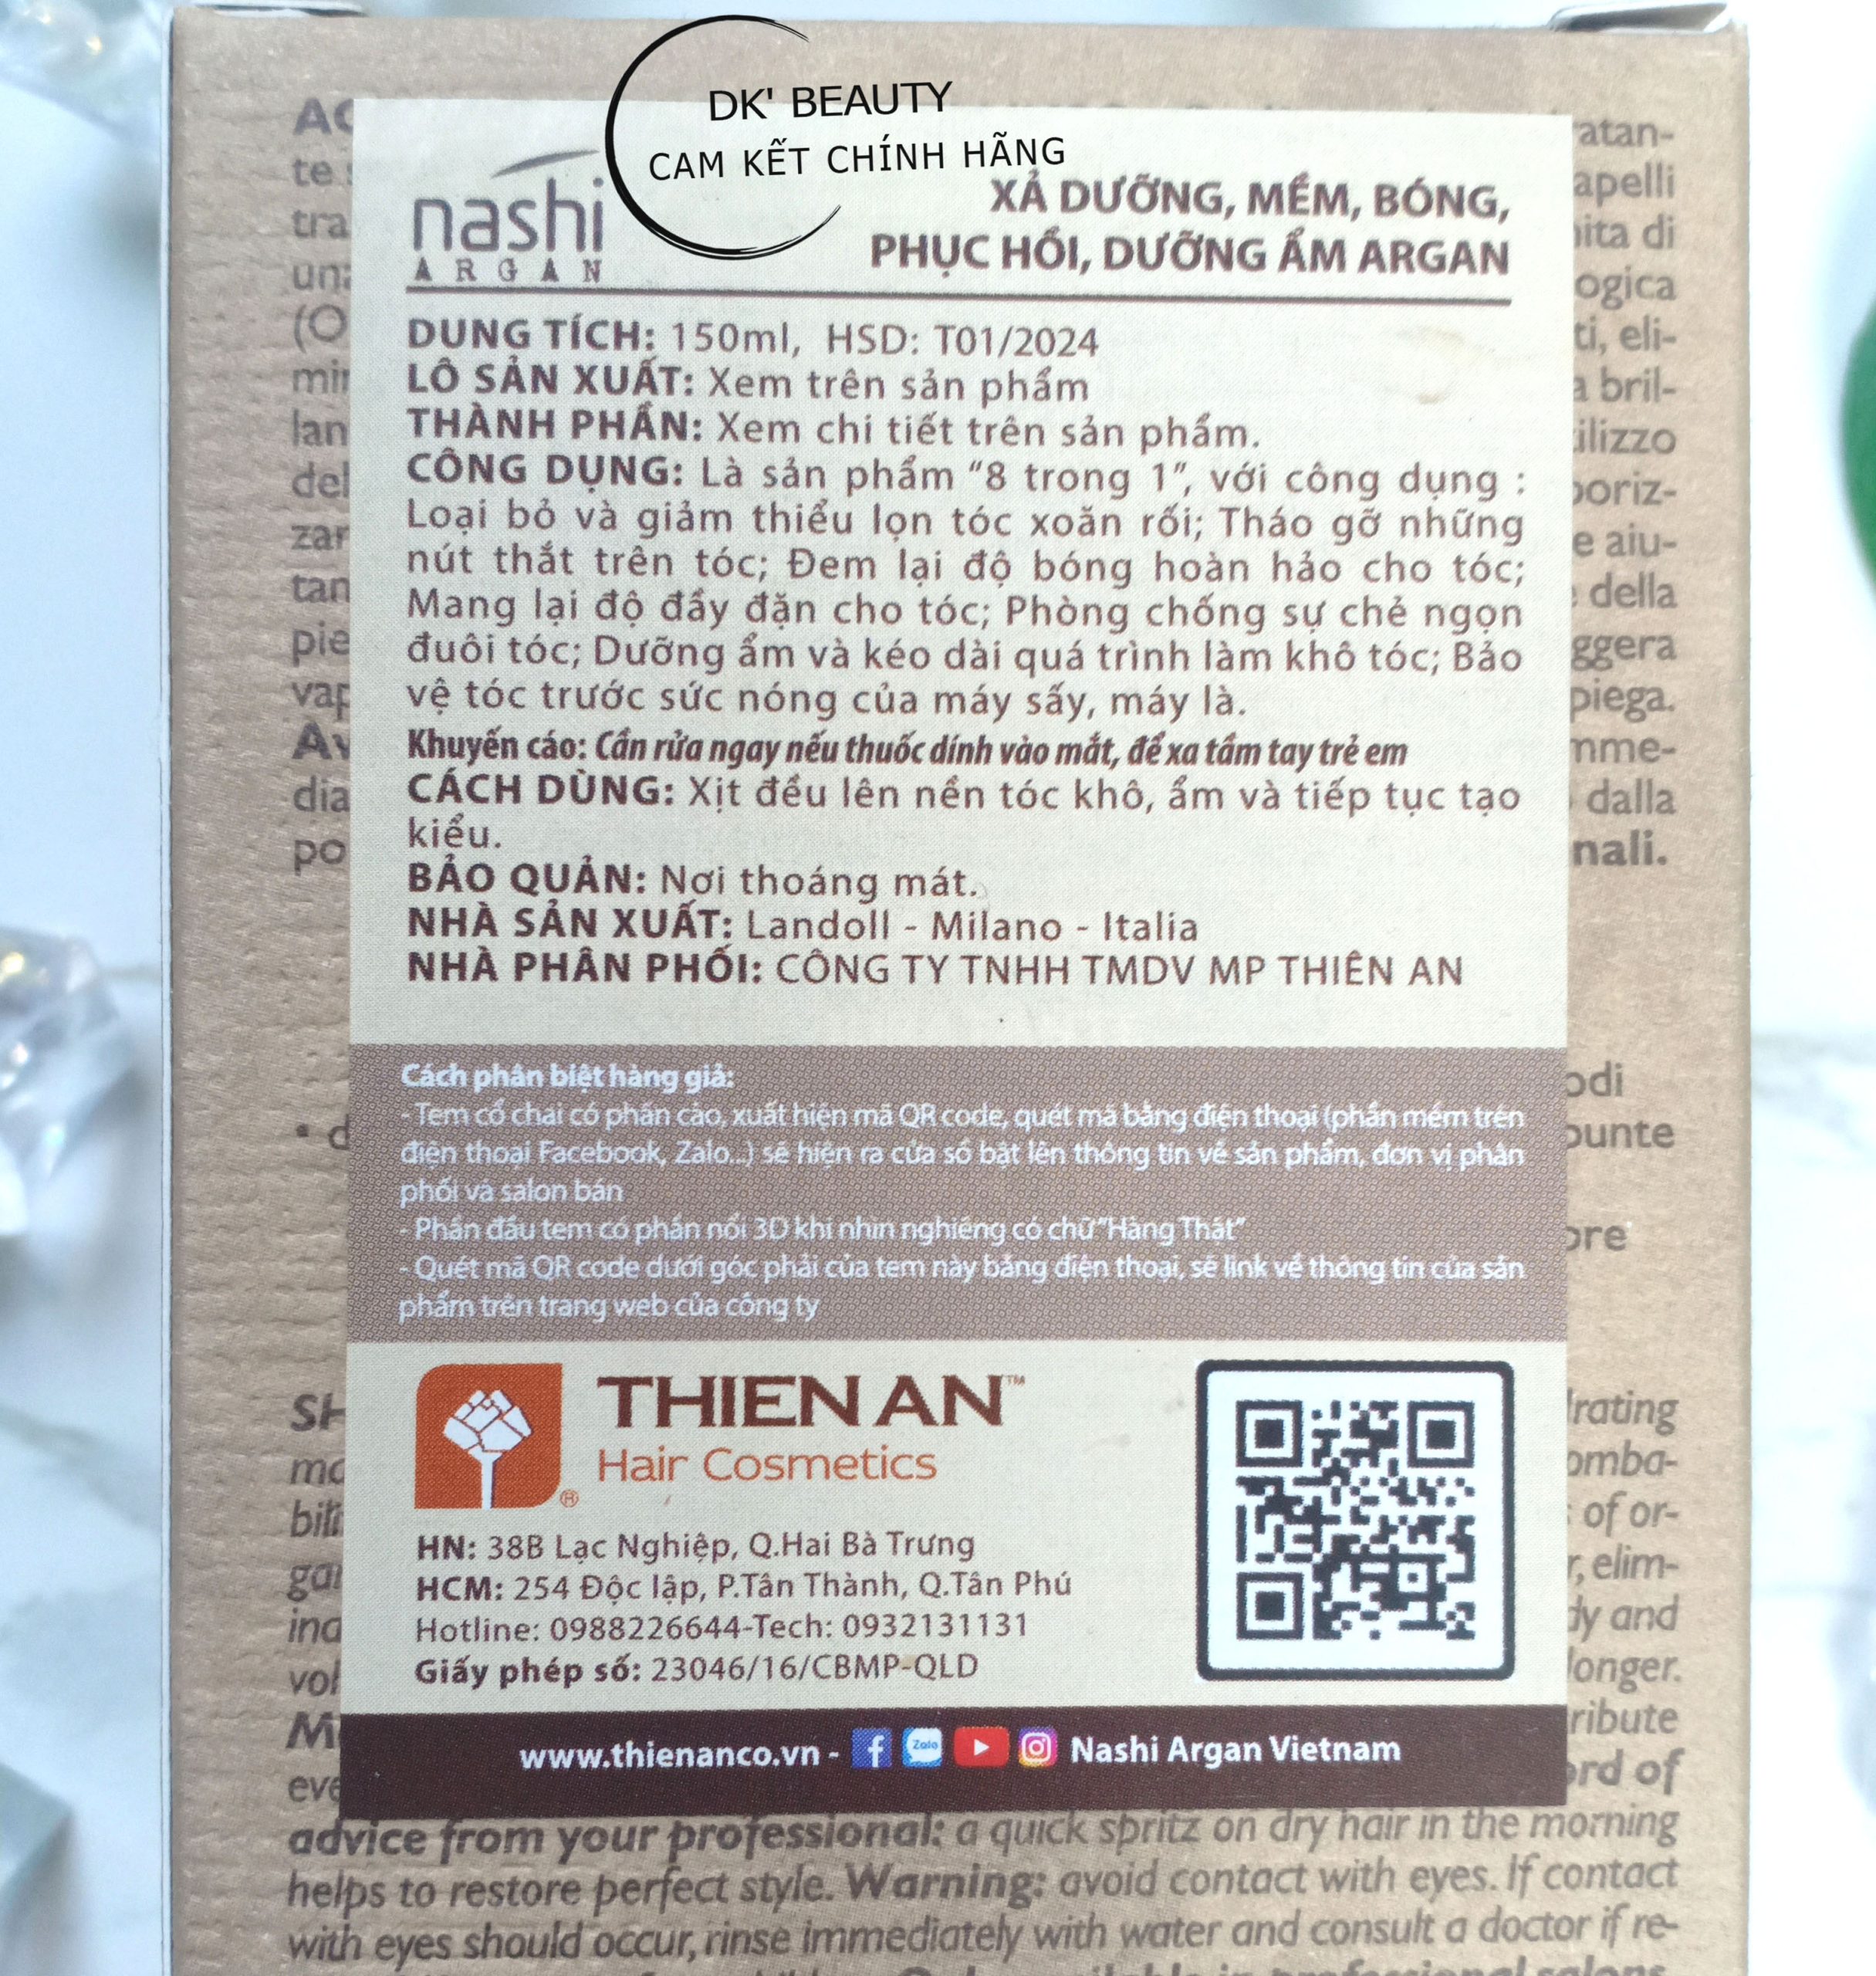 DK' BEAUTY
CAM KẾT CHÍNH HÃNG
nashi
ARGAN
XẢ DƯỠNG, MỀM, BÓNG,
PHỤC HỒI, DƯỠNG ẨM ARGAN
DUNG TÍCH: 150ml, HSD: T01/2024
LÔ SẢN XUẤT: Xem trên sản phẩm
THÀNH PHẦN: Xem chi tiết trên sản phẩm.
CÔNG DỤNG: Là sản phẩm “8 trong 1”, với công dụng :
Loại bỏ và giảm thiểu lọn tóc xoăn rối; Tháo gỡ những
nút thắt trên tóc; Đem lại độ bóng hoàn hảo cho tóc;
Mang lại độ đầy đặn cho tóc; Phòng chống sự chẻ ngọn
đuôi tóc; Dưỡng ẩm và kéo dài quá trình làm khô tóc; Bảo
vệ tóc trước sức nóng của máy sấy, máy là.
Khuyến cáo: Cần rửa ngay nếu thuốc dính vào mắt, để xa tầm tay trẻ em
CÁCH DÙNG: Xịt đều lên nền tóc khô, ẩm và tiếp tục tạo
kiểu.
BẢO QUẢN: Nơi thoáng mát.
NHÀ SẢN XUẤT: Landoll - Milano - Italia
NHÀ PHÂN PHỐI: CÔNG TY TNHH TMDV MP THIÊN AN
Cách phân biệt hàng giả:
- Tem cổ chai có phần cào, xuất hiện mã QR code, quét mã bằng điện thoại (phần mềm trên
điện thoại Facebook, Zalo...) sẽ hiện ra cửa sổ bật lên thông tin về sản phẩm, đơn vị phân
phối và salon bán
- Phần đầu tem có phần nổi 3D khi nhìn nghiêng có chữ "Hàng Thật"
- Quét mã QR code dưới góc phải của tem này bằng điện thoại, sẽ link về thông tin của sản
phẩm trên trang web của công ty
THIEN AN™
Hair Cosmetics
®
HN: 38B Lạc Nghiệp, Q.Hai Bà Trưng
HCM: 254 Độc lập, P.Tân Thành, Q.Tân Phú
Hotline: 0988226644-Tech: 0932131131
Giấy phép số: 23046/16/CBMP-QLD
www.thienanco.vn - Zalo Nashi Argan Vietnam
advice from your professional: a quick spritz on dry hair in the morning
helps to restore perfect style. Warning: avoid contact with eyes. If contact
with eyes should occur, rinse immediately with water and consult a doctor if re-